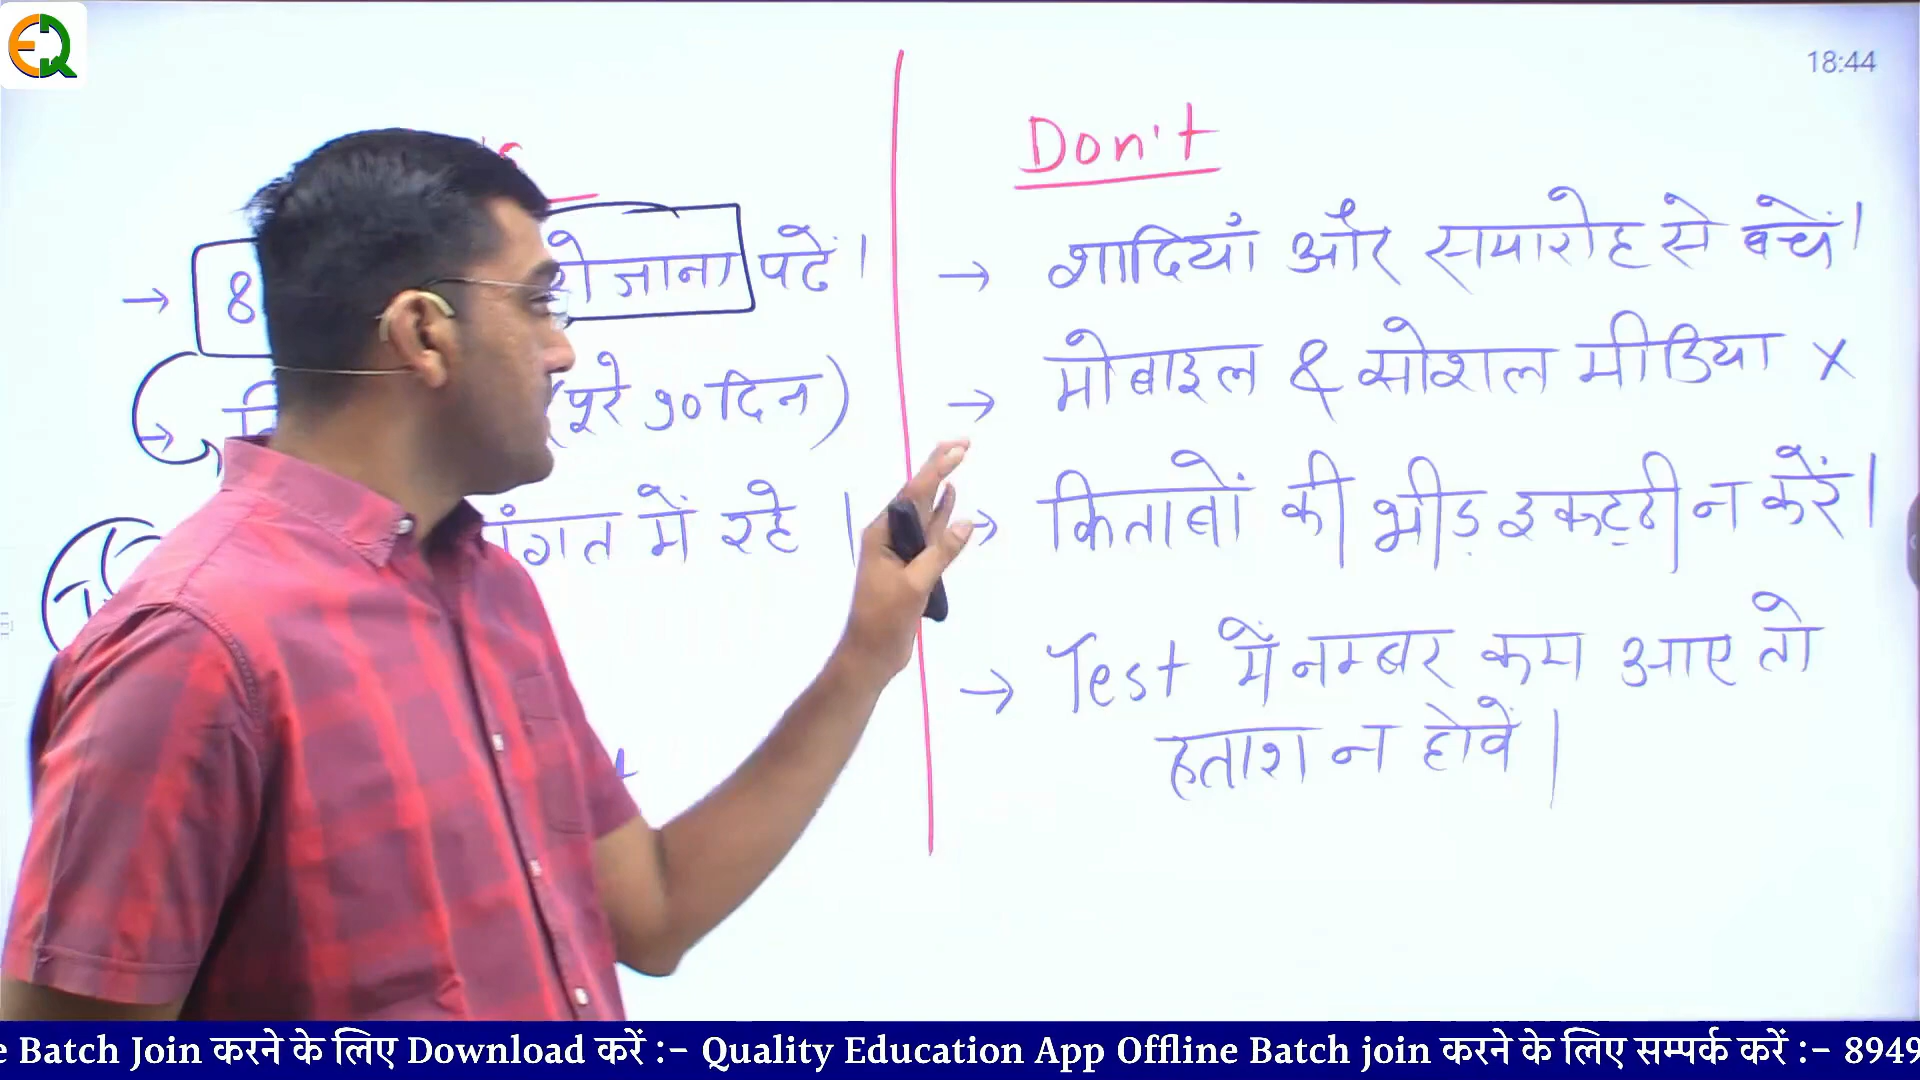 EQ
18:44
Don't
→ 8 रोजाना पढें।
→ (पूरे 90 दिन)
संगत में रहे।
→ शादियाँ और समारोह से बचें।
→ मोबाइल & सोशल मीडिया ×
→ किताबों की भीड़ इकट्ठी न करें।
→ Test में नम्बर कम आए तो
हताश न होवें।
e Batch Join करने के लिए Download करें :- Quality Education App Offline Batch join करने के लिए सम्पर्क करें :- 8949